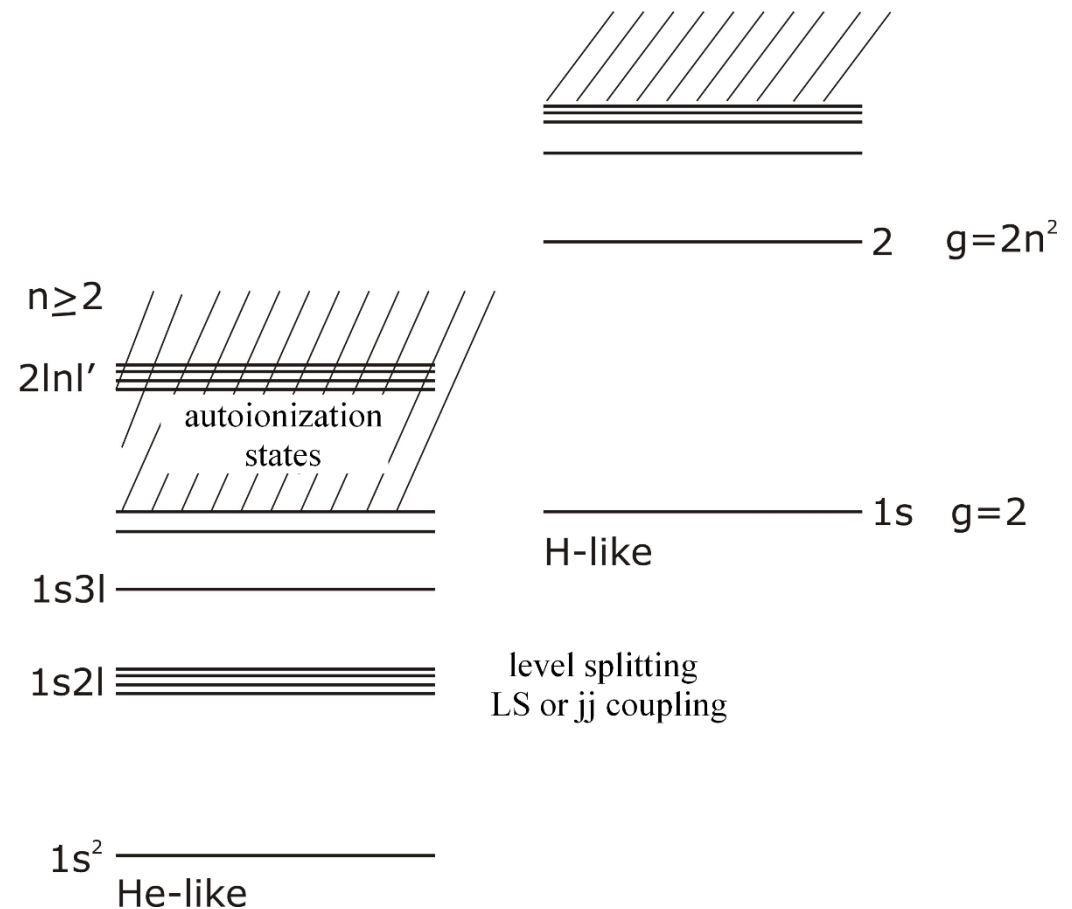 2 g=2n²
n≥2
2lnl′
autoionization
states
1s g=2
H-like
1s3l
1s2l
level splitting
LS or jj coupling
1s²
He-like